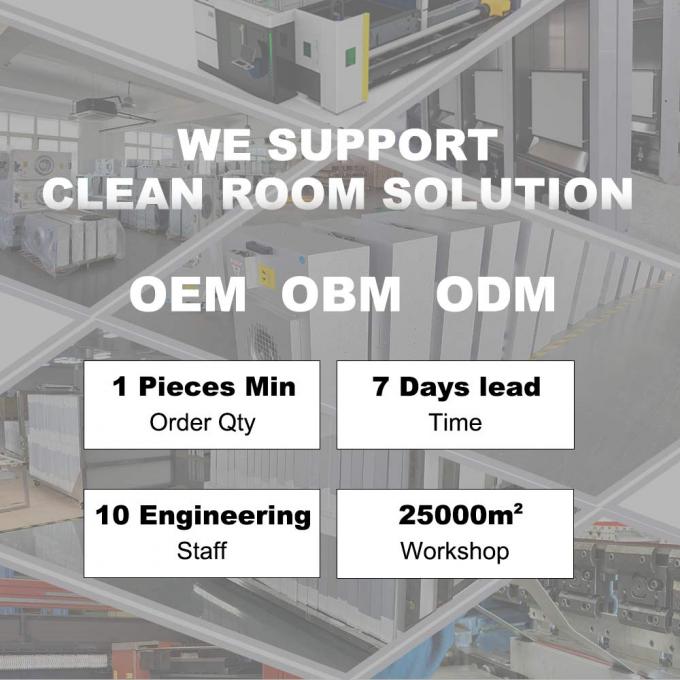 WE SUPPORT
CLEAN ROOM SOLUTION
OEM OBM ODM
1 Pieces Min
Order Qty
7 Days lead
Time
10 Engineering
Staff
25000m²
Workshop